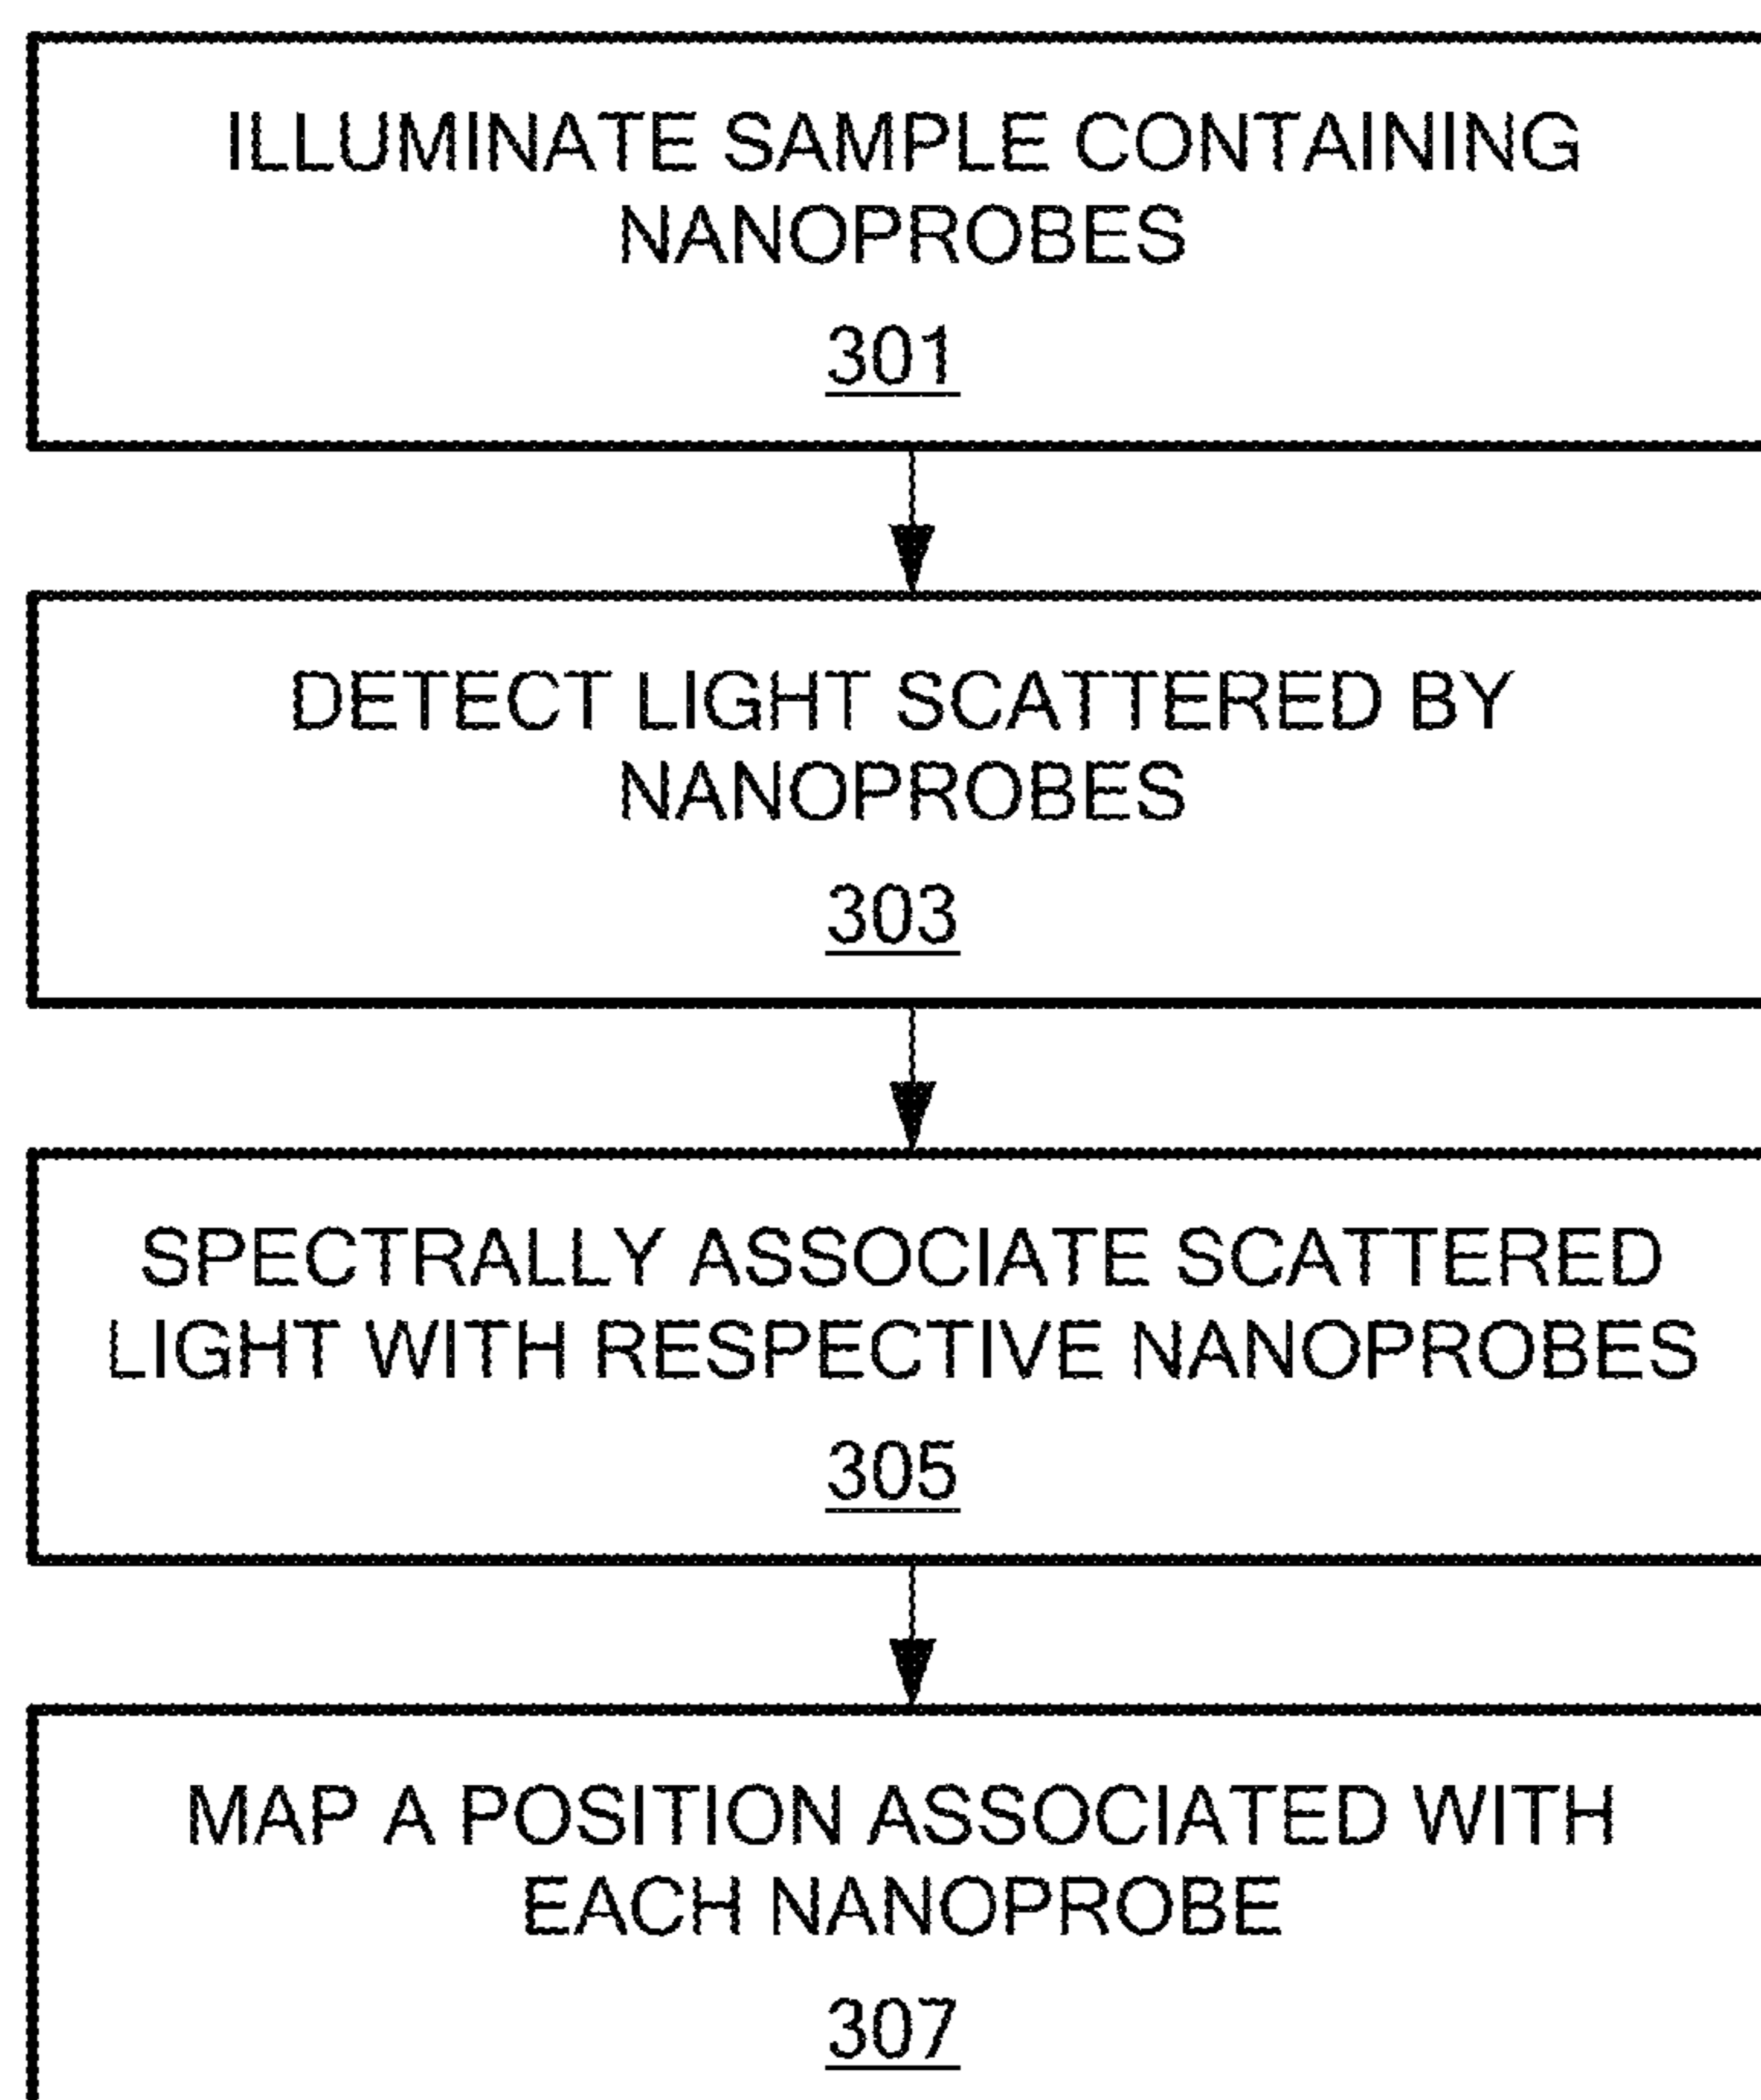 ILLUMINATE SAMPLE CONTAINING
NANOPROBES
301
DETECT LIGHT SCATTERED BY
NANOPROBES
303
SPECTRALLY ASSOCIATE SCATTERED
LIGHT WITH RESPECTIVE NANOPROBES
305
MAP A POSITION ASSOCIATED WITH
EACH NANOPROBE
307